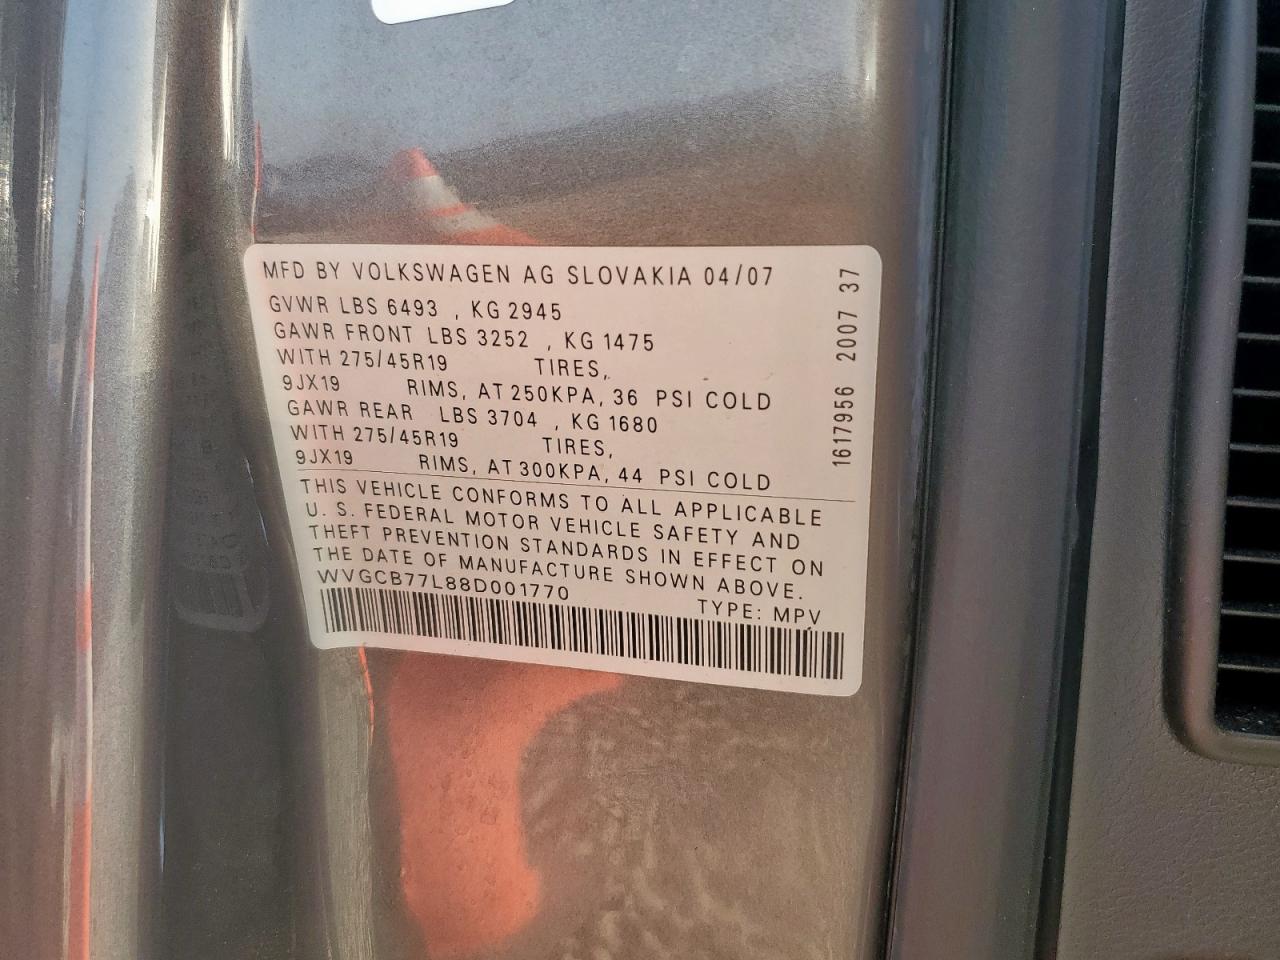 MFD BY VOLKSWAGEN AG SLOVAKIA 04/07
GVWR LBS 6493 , KG 2945
GAWR FRONT LBS 3252 , KG 1475
WITH 275/45R19 TIRES,
9JX19 RIMS, AT 250KPA, 36 PSI COLD
GAWR REAR LBS 3704 , KG 1680
WITH 275/45R19 TIRES,
9JX19 RIMS, AT 300KPA, 44 PSI COLD
THIS VEHICLE CONFORMS TO ALL APPLICABLE
U. S. FEDERAL MOTOR VEHICLE SAFETY AND
THEFT PREVENTION STANDARDS IN EFFECT ON
THE DATE OF MANUFACTURE SHOWN ABOVE.
WVGCB77L88D001770 TYPE: MPV
1617956 2007 37